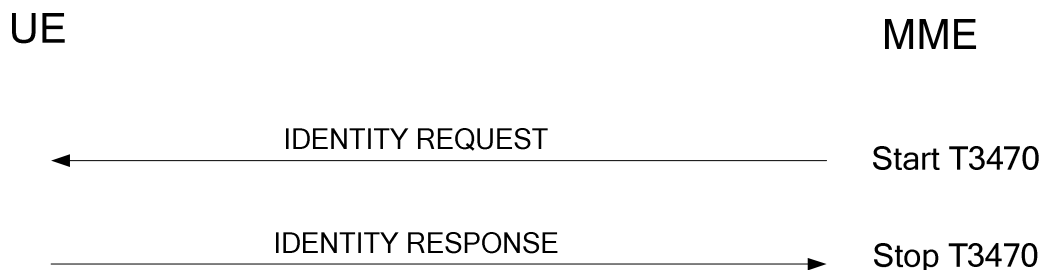 UE
MME
IDENTITY REQUEST
Start T3470
IDENTITY RESPONSE
Stop T3470